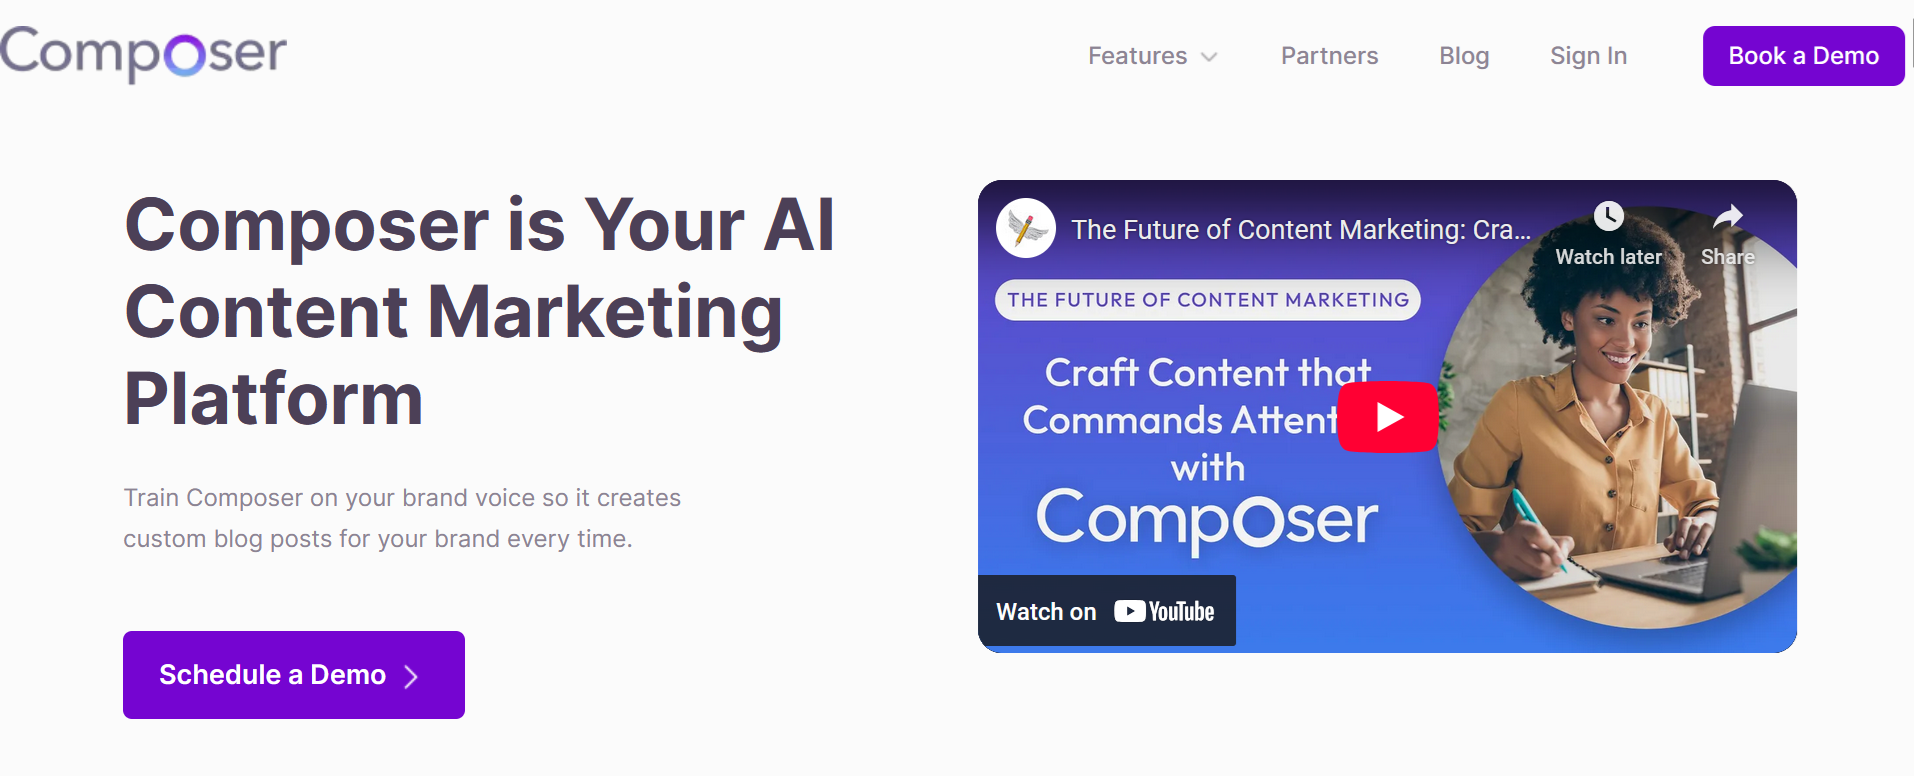 Composer
Features
Partners
Blog
Sign In
Book a Demo
Composer is Your AI
Content Marketing
Platform
Train Composer on your brand voice so it creates
custom blog posts for your brand every time.
Schedule a Demo
The Future of Content Marketing: Cra...
Watch later
Share
THE FUTURE OF CONTENT MARKETING
Craft Content that
Commands Attent
with
Composer
Watch on YouTube